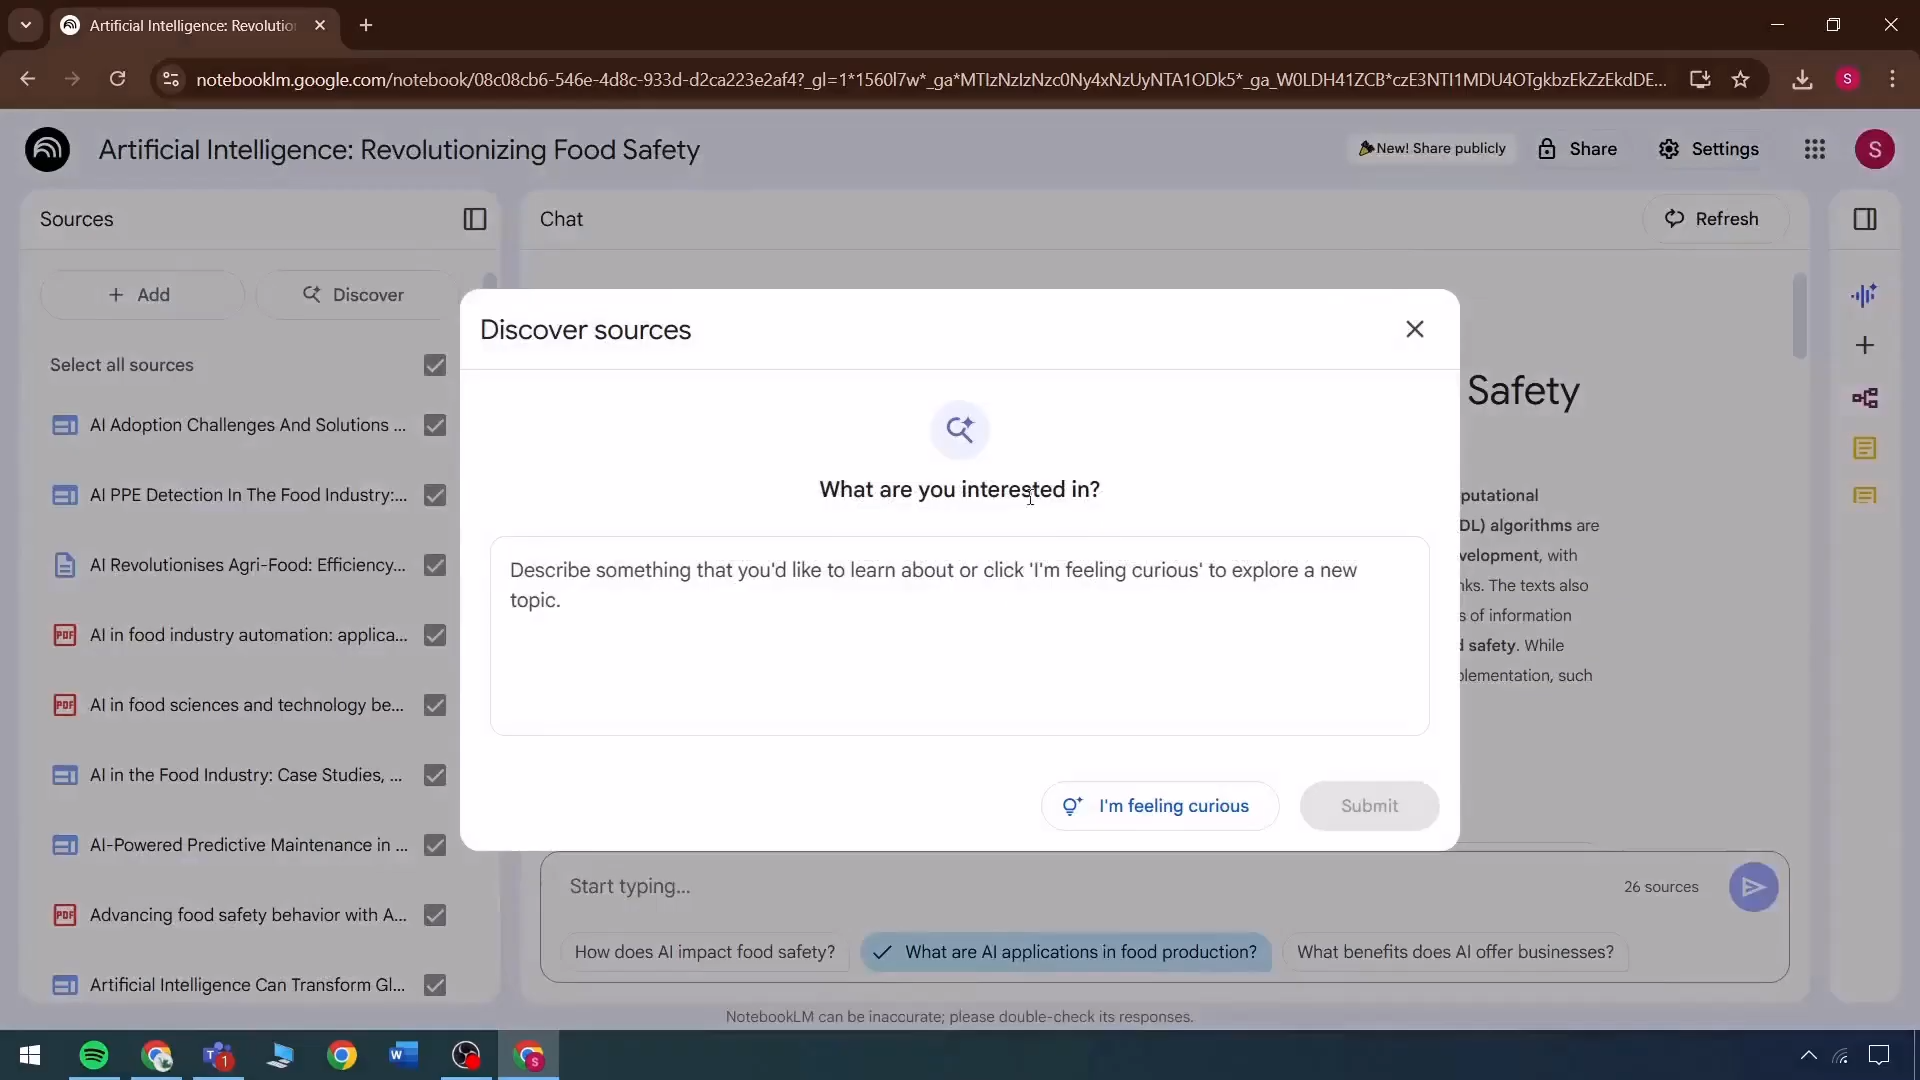 Artificial Intelligence: Revolutio
notebooklm.google.com/notebook/08c08cb6-546e-4d8c-933d-d2ca223e2af4?_gl=1*1560l7w*_ga*MTIzNzIzNzc0Ny4xNzUyNTA1ODk5*_ga_W0LDH41ZCB*czE3NTI1MDU4OTgkbzEkZzEkdDE...
S
Artificial Intelligence: Revolutionizing Food Safety
New! Share publicly
Share
Settings
S
Sources
Chat
Refresh
Add
Discover
Discover sources
Select all sources
Safety
AI Adoption Challenges And Solutions ...
What are you interested in?
AI PPE Detection In The Food Industry:...
putational
DL) algorithms are
velopment, with
AI Revolutionises Agri-Food: Efficiency...
Describe something that you'd like to learn about or click 'I'm feeling curious' to explore a new
topic.
nks. The texts also
s of information
PDF
AI in food industry automation: applica...
d safety. While
plementation, such
PDF
AI in food sciences and technology be...
AI in the Food Industry: Case Studies, ...
I'm feeling curious
Submit
AI-Powered Predictive Maintenance in ...
Start typing...
26 sources
PDF
Advancing food safety behavior with A...
How does AI impact food safety?
What are AI applications in food production?
What benefits does AI offer businesses?
Artificial Intelligence Can Transform Gl...
NotebookLM can be inaccurate; please double-check its responses.
1
W
S